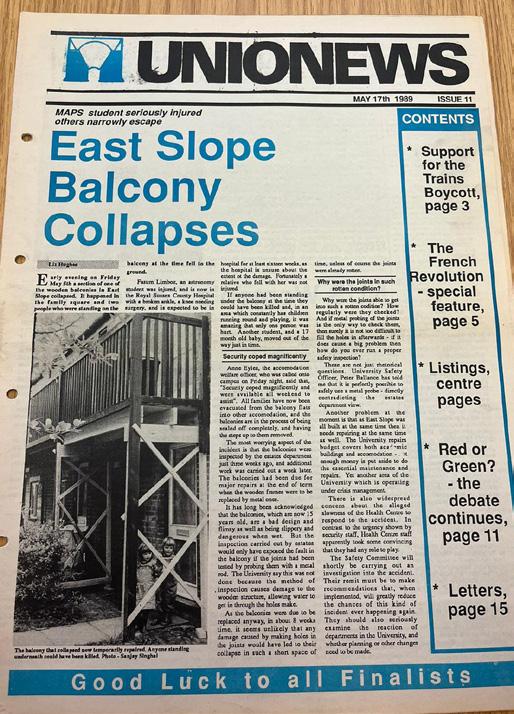 UNIONEWS
MAY 17th 1989 ISSUE 11
MAPS student seriously injured
others narrowly escape
East Slope
Balcony
Collapses
Liz Hughes
Early evening on Friday
May 5th a section of one of
the wooden balconies in East
Slope collapsed. It happened in
the family square and two
people who were standing on the
balcony at the time fell to the
ground.
Fatum Limbor, an astronomy
student was injured, and is now in
the Royal Sussex County Hospital
with a broken ankle, a knee needing
surgery, and is expected to be in
hospital for at least sixteen weeks, as
the hospital is unsure about the
extent of the damage. Fortunately a
relative who fell with her was not
injured.
If anyone had been standing
under the balcony at the time they
could have been killed and, in an
area which constantly has children
running round and playing, it was
amazing that only one person was
hurt. Another student, and a 17
month old baby, moved out of the
way just in time.
Security coped magnificently
Anne Eyles, the accomodation
welfare officer, who was called onto
campus on Friday night, said that,
"Security coped magnificently and
were available all weekend to
assist". All families have now been
evacuated from the balcony flats
into other accomodation, and the
balconies are in the process of being
sealed off completely, and having
the steps up to them removed.
The most worrying aspect of the
incident is that the balconies were
inspected by the estates department
just three weeks ago, and additional
work was carried out a week later.
The balconies had been due for
major repairs at the end of term
when the wooden frames were to be
replaced by metal ones.
It has long been acknowledged
that the balconies, which are now 15
years old, are a bad design and
flimsy as well as being slippery and
dangerous when wet. But the
inspection carried out by estates
would only have exposed the fault in
the balcony if the joints had been
tested by probing them with a metal
rod. The University say this was not
done because the method of
inspection causes damage to the
wooden structure, allowing water to
get in through the holes made.
As the balconies were due to be
replaced anyway, in about 8 weeks
time, it seems unlikely that any
damage caused by making holes in
the joints would have led to their
collapse in such a short space of
time, unless of course the joints
were already rotten.
Why were the joints in such
rotten condition?
Why were the joints able to get
into such a rotten condition? How
regularly were they checked?
And if metal probing of the joints
is the only way to check them,
then surely it is not too difficult to
fill the holes in afterwards - if it
does cause a big problem then
how do you ever run a proper
safety inspection?
These are not just rhetorical
questions. University Safety
Officer, Peter Ballance has told
me that it is perfectly possible to
safely use a metal probe - directly
contradicting the estates
department view.
Another problem at the
moment is that as East Slope was
all built at the same time then it
needs repairing at the same time
as well. The University repairs
budget covers both
buildings and accomodation -
enough money is put aside to do
the essential maintenance and
repairs. Yet another area of the
University which is operating
under crisis management.
There is also widespread
concern about the alleged
slowness of the Health Centre to
respond to the accident. In
contrast to the urgency shown by
security staff, Health Centre staff
apparently took some convincing
that they had any role to play.
The Safety Committee will
shortly be carrying out an
investigation into the accident.
Their remit must be to make
recommendations that, when
implemented, will greatly reduce
the chances of this kind of
incident ever happening again.
They should also seriously
examine the reaction of
departments in the University, and
whether planning or other changes
need to be made.
The balcony that collapsed now temporarily repaired. Anyone standing
underneath could have been killed. Photo - Sanjay Singhal
CONTENTS
* Support
for the
Trains
Boycott,
page 3
* The
French
Revolution
- special
feature,
page 5
* Listings,
centre
pages
* Red or
Green?
- the
debate
continues,
page 11
* Letters,
page 15
Good Luck to all Finalists